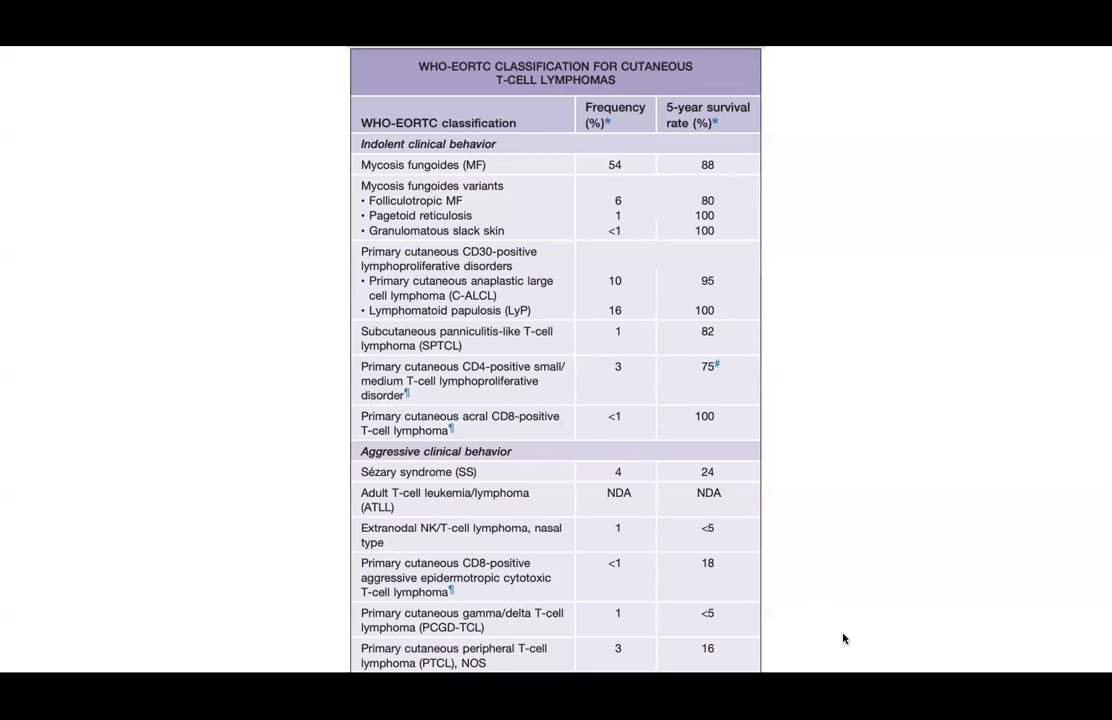 WHO-EORTC CLASSIFICATION FOR CUTANEOUS
T-CELL LYMPHOMAS
WHO-EORTC classification
Frequency
(%)*
5-year survival
rate (%)*
Indolent clinical behavior
Mycosis fungoides (MF) 54 88
Mycosis fungoides variants
• Folliculotropic MF 6 80
• Pagetoid reticulosis 1 100
• Granulomatous slack skin <1 100
Primary cutaneous CD30-positive
lymphoproliferative disorders
• Primary cutaneous anaplastic large 10 95
cell lymphoma (C-ALCL)
• Lymphomatoid papulosis (LyP) 16 100
Subcutaneous panniculitis-like T-cell 1 82
lymphoma (SPTCL)
Primary cutaneous CD4-positive small/ 3 75#
medium T-cell lymphoproliferative
disorder¶
Primary cutaneous acral CD8-positive <1 100
T-cell lymphoma¶
Aggressive clinical behavior
Sézary syndrome (SS) 4 24
Adult T-cell leukemia/lymphoma NDA NDA
(ATLL)
Extranodal NK/T-cell lymphoma, nasal 1 <5
type
Primary cutaneous CD8-positive <1 18
aggressive epidermotropic cytotoxic
T-cell lymphoma¶
Primary cutaneous gamma/delta T-cell 1 <5
lymphoma (PCGD-TCL)
Primary cutaneous peripheral T-cell 3 16
lymphoma (PTCL), NOS